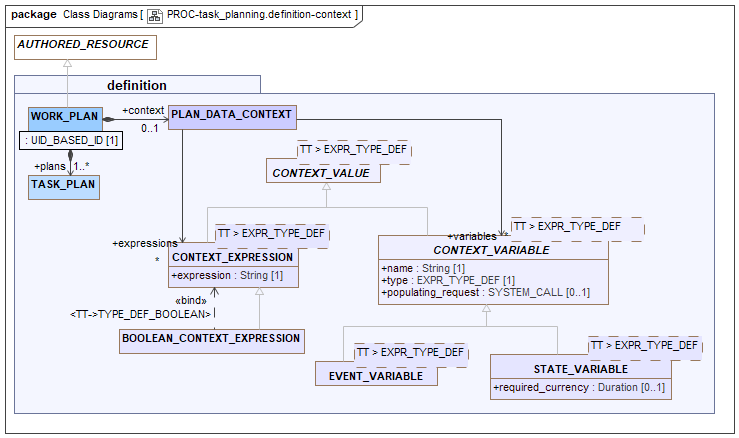 package Class Diagrams [ PROC-task_planning.definition-context ]
AUTHORED_RESOURCE
definition
WORK_PLAN
: UID_BASED_ID [1]
+context
0..1
PLAN_DATA_CONTEXT
+plans
1..*
TASK_PLAN
TT > EXPR_TYPE_DEF
CONTEXT_VALUE
+expressions
*
TT > EXPR_TYPE_DEF
CONTEXT_EXPRESSION
+expression : String [1]
+variables
*
TT > EXPR_TYPE_DEF
CONTEXT_VARIABLE
+name : String [1]
+type : EXPR_TYPE_DEF [1]
+populating_request : SYSTEM_CALL [0..1]
«bind»
<TT->TYPE_DEF_BOOLEAN>
BOOLEAN_CONTEXT_EXPRESSION
TT > EXPR_TYPE_DEF
EVENT_VARIABLE
TT > EXPR_TYPE_DEF
STATE_VARIABLE
+required_currency : Duration [0..1]